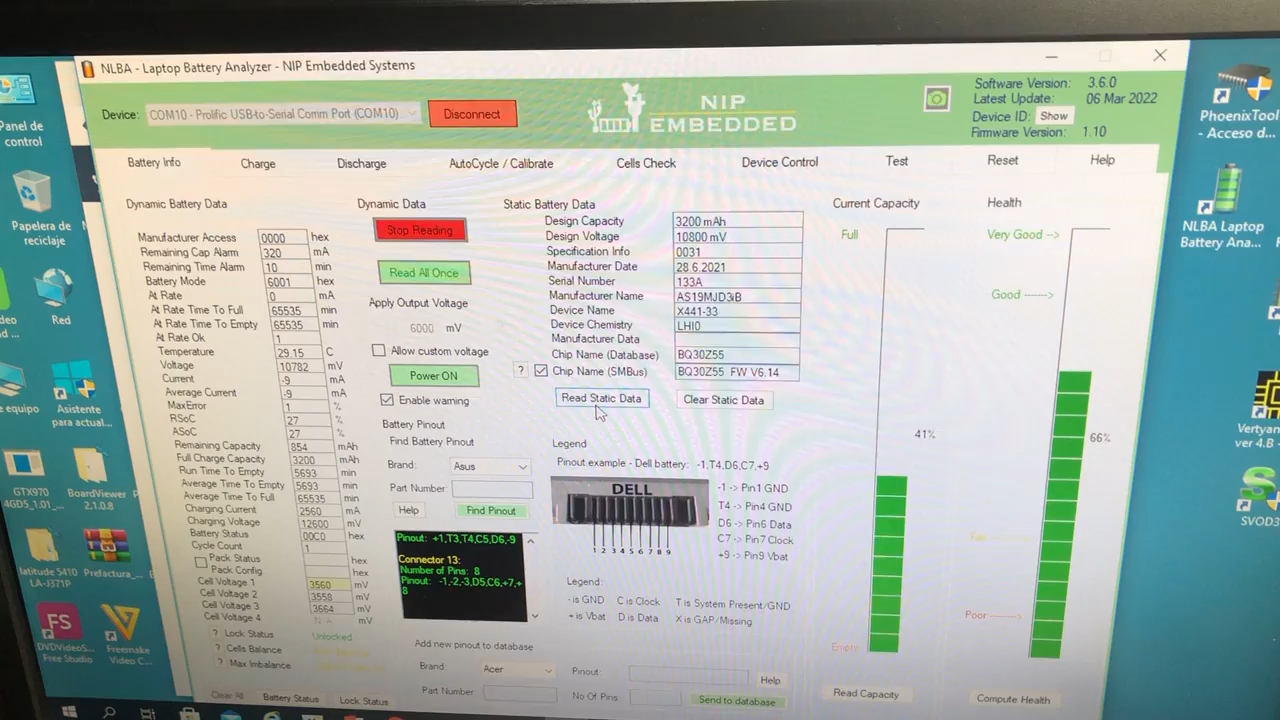 NLBA - Laptop Battery Analyzer - NIP Embedded Systems
Device: COM10 - Prolific USB-to-Serial Comm Port (COM10)
Disconnect
NIP
EMBEDDED
Software Version: 3.6.0
Latest Update: 06 Mar 2022
Device ID: Show
Firmware Version: 1.10
Battery Info Charge Discharge AutoCycle / Calibrate Cells Check Device Control Test Reset Help
Dynamic Battery Data
Manufacturer Access 0000 hex
Remaining Cap Alarm 320 mA
Remaining Time Alarm 10 min
Battery Mode 6001 hex
At Rate 0 mA
At Rate Time To Full 65535 min
At Rate Time To Empty 65535 min
At Rate Ok 1
Temperature 29.15 C
Voltage 10782 mV
Current -9 mA
Average Current -9 mA
MaxError 1 %
RSoC 27 %
ASoC 27 %
Remaining Capacity 854 mAh
Full Charge Capacity 3200 mAh
Run Time To Empty 5693 min
Average Time To Empty 5693 min
Average Time To Full 65535 min
Charging Current 2560 mA
Charging Voltage 12600 mV
Battery Status 00C0 hex
Cycle Count 1
Pack Status hex
Pack Config hex
Cell Voltage 1 3560 mV
Cell Voltage 2 3558 mV
Cell Voltage 3 3664 mV
Cell Voltage 4 N/A mV
? Lock Status Unlocked
? Cells Balance
? Max Imbalance
Clear All Battery Status Lock Status
Dynamic Data
Stop Reading
Read All Once
Apply Output Voltage
6000 mV
Allow custom voltage
Power ON
Enable warning
Battery Pinout
Find Battery Pinout
Brand: Asus
Part Number
Help Find Pinout
Pinout: +1,T3,T4,C5,D6,-9
Connector 13:
Number of Pins: 8
Pinout: -1,-2,-3,D5,C6,+7,+
8
Add new pinout to database
Brand: Acer Pinout: Help
Part Number No Of Pins Send to database
Static Battery Data
Design Capacity 3200 mAh
Design Voltage 10800 mV
Specification Info 0031
Manufacturer Date 28.6.2021
Serial Number 133A
Manufacturer Name AS19MJD3iB
Device Name X441-33
Device Chemistry LHI0
Manufacturer Data
Chip Name (Database) BQ30Z55
? Chip Name (SMBus) BQ30Z55 FW V6.14
Read Static Data Clear Static Data
Legend
Pinout example - Dell battery: -1,T4,D6,C7,+9
DELL
1 2 3 4 5 6 7 8 9
-1 -> Pin1 GND
T4 -> Pin4 GND
D6 -> Pin6 Data
C7 -> Pin7 Clock
+9 -> Pin9 Vbat
Legend:
- is GND C is Clock T is System Present/GND
+ is Vbat D is Data X is GAP/Missing
Current Capacity
Full
41%
Empty
Read Capacity
Health
Very Good -->
Good ------>
66%
Poor ------>
Compute Health
Panel de
control
Papelera de
reciclaje
Red
equipo
Asistente
para actual...
GTX970
4GD5_1.01_...
BoardViewer
2.1.0.8
latitude 5410
LA-J371P
Prefactura_...
FS
DVDVideoS...
Free Studio
Freemake
Video C...
PhoenixTool
- Acceso d...
NLBA Laptop
Battery Ana...
Vertyan
ver 4.B
SVOD3